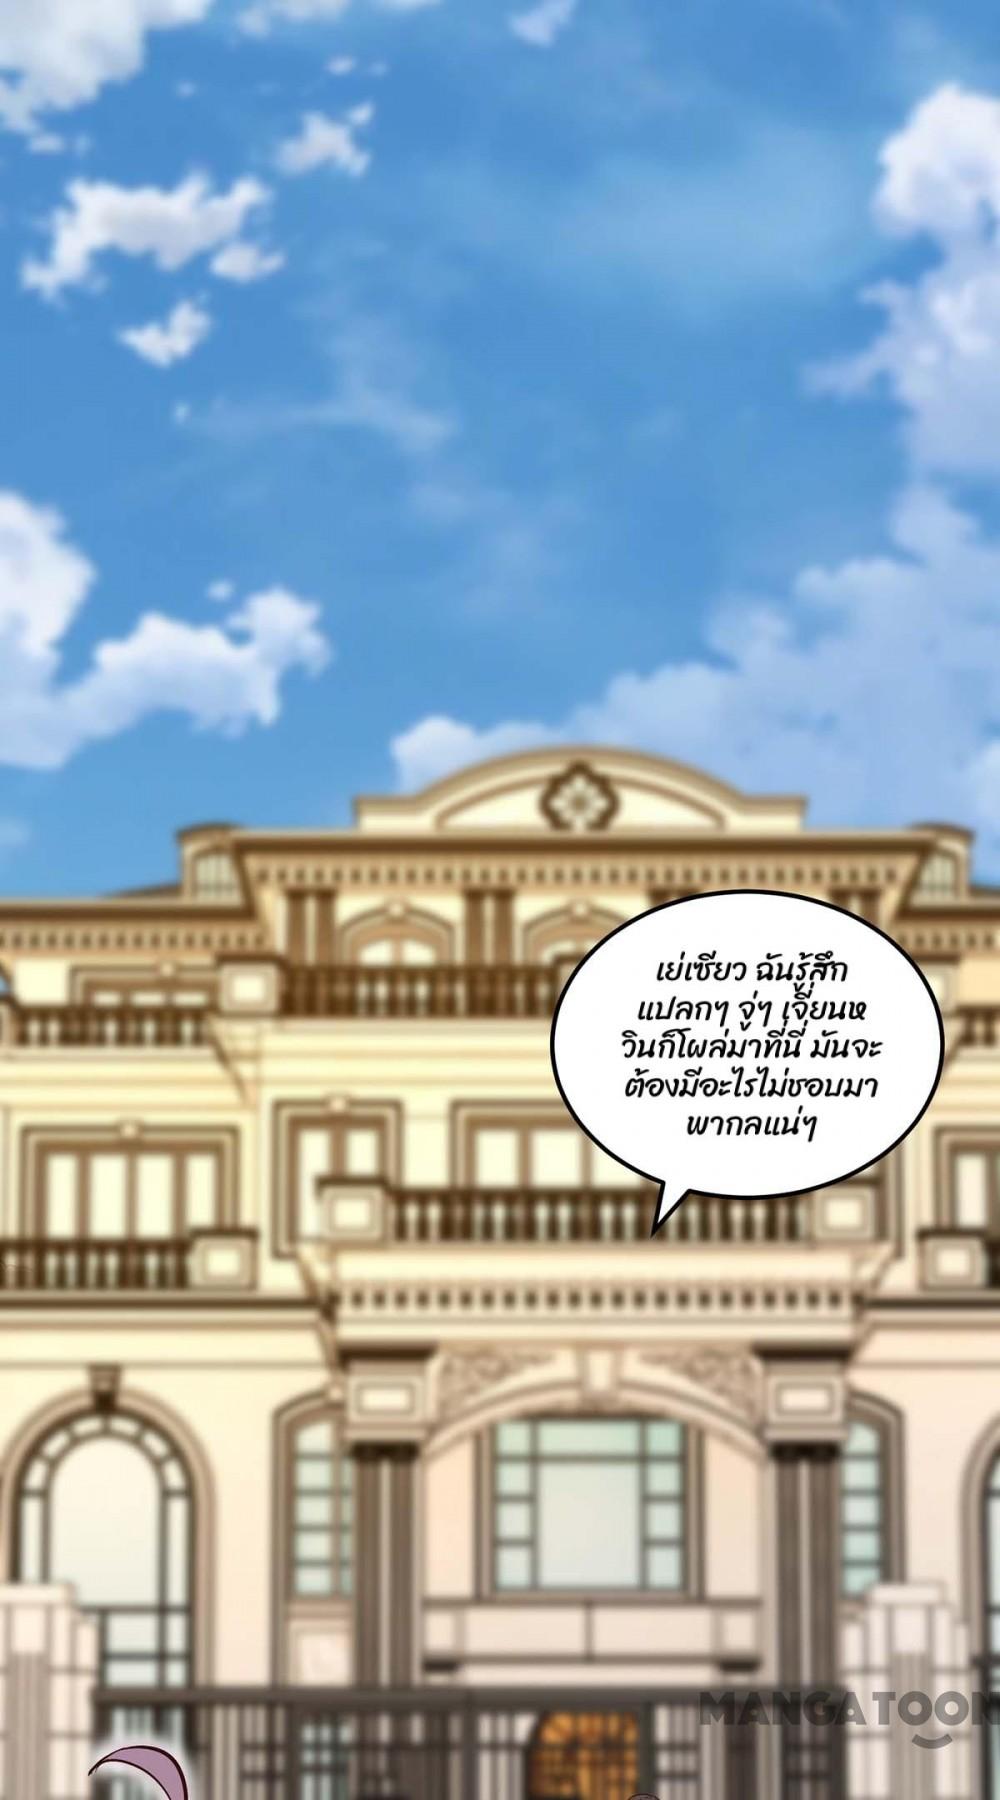 เย่เซียว ฉันรู้สึก
แปลกๆ จู่ๆ เจี่ยนห
วินก็โผล่มาที่นี่ มันจะ
ต้องมีอะไรไม่ชอบมา
พากลแน่ๆ
MANGATOON